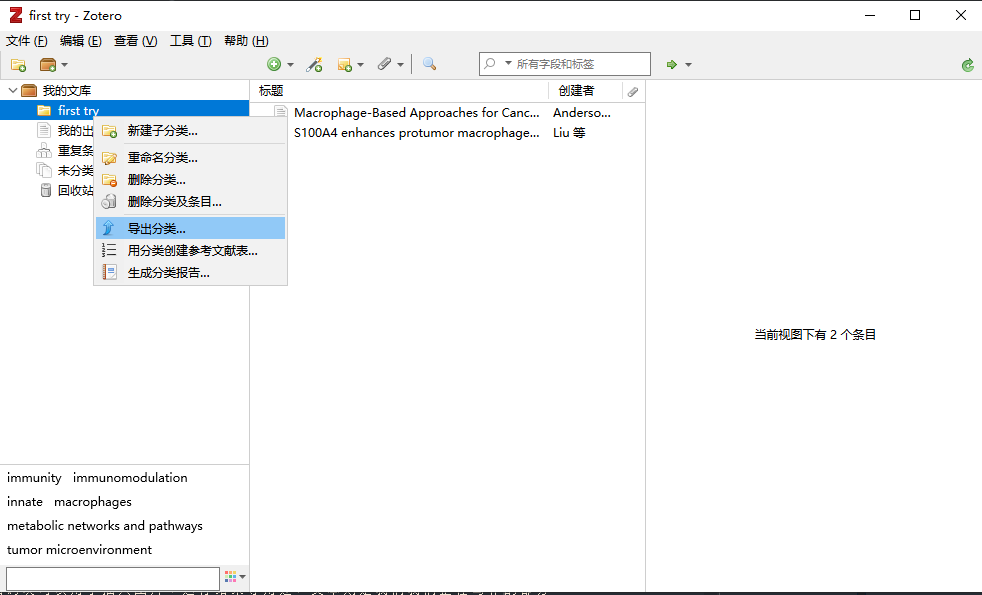 first try - Zotero
文件 (F) 编辑 (E) 查看 (V) 工具 (T) 帮助 (H)
所有字段和标签
我的文库
标题 创建者
first try
Macrophage-Based Approaches for Canc... Anderso...
我的出
S100A4 enhances protumor macrophage... Liu 等
重复条
未分类
回收站
新建子分类...
重命名分类...
删除分类...
删除分类及条目...
导出分类...
用分类创建参考文献表...
生成分类报告...
当前视图下有 2 个条目
immunity immunomodulation
innate macrophages
metabolic networks and pathways
tumor microenvironment